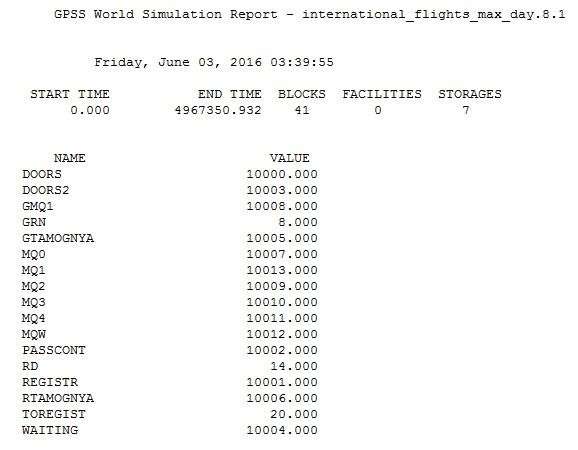 GPSS World Simulation Report - international_flights_max_day.8.1
Friday, June 03, 2016 03:39:55
START TIME END TIME BLOCKS FACILITIES STORAGES
0.000 4967350.932 41 0 7
NAME VALUE
DOORS 10000.000
DOORS2 10003.000
GMQ1 10008.000
GRN 8.000
GTAMOGNYA 10005.000
MQ0 10007.000
MQ1 10013.000
MQ2 10009.000
MQ3 10010.000
MQ4 10011.000
MQW 10012.000
PASSCONT 10002.000
RD 14.000
REGISTR 10001.000
RTAMOGNYA 10006.000
TOREGIST 20.000
WAITING 10004.000